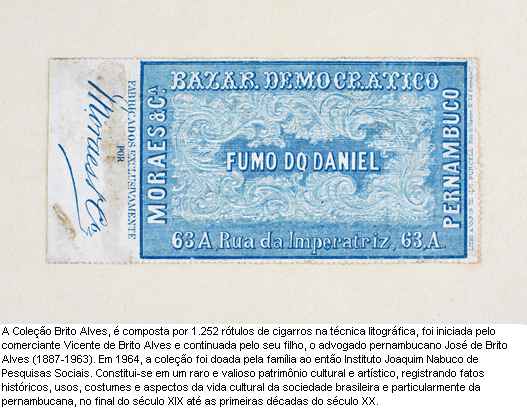 Moraes & Cª
FABRICADOS EXCLUSIVAMENTE
POR
MORAES & Cª
BAZAR DEMOCRATICO
FUMO DO DANIEL
63 A, Rua da Imperatriz, 63, A.
PERNAMBUCO
A Coleção Brito Alves, é composta por 1.252 rótulos de cigarros na técnica litográfica, foi iniciada pelo
comerciante Vicente de Brito Alves e continuada pelo seu filho, o advogado pernambucano José de Brito
Alves (1887-1963). Em 1964, a coleção foi doada pela família ao então Instituto Joaquim Nabuco de
Pesquisas Sociais. Constitui-se em um raro e valioso patrimônio cultural e artístico, registrando fatos
históricos, usos, costumes e aspectos da vida cultural da sociedade brasileira e particularmente da
pernambucana, no final do século XIX até as primeiras décadas do século XX.